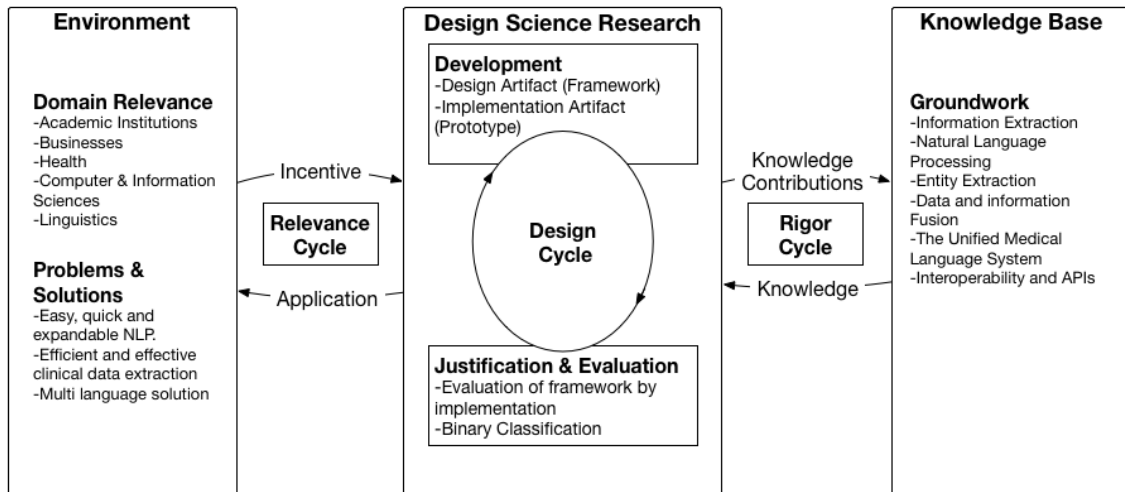 Environment
Domain Relevance
-Academic Institutions
-Businesses
-Health
-Computer & Information
Sciences
-Linguistics
Problems &
Solutions
-Easy, quick and
expandable NLP.
-Efficient and effective
clinical data extraction
-Multi language solution
Incentive
Relevance
Cycle
Application
Design Science Research
Development
-Design Artifact (Framework)
-Implementation Artifact
(Prototype)
Design
Cycle
Justification & Evaluation
-Evaluation of framework by
implementation
-Binary Classification
Knowledge
Contributions
Rigor
Cycle
Knowledge
Knowledge Base
Groundwork
-Information Extraction
-Natural Language
Processing
-Entity Extraction
-Data and information
Fusion
-The Unified Medical
Language System
-Interoperability and APIs